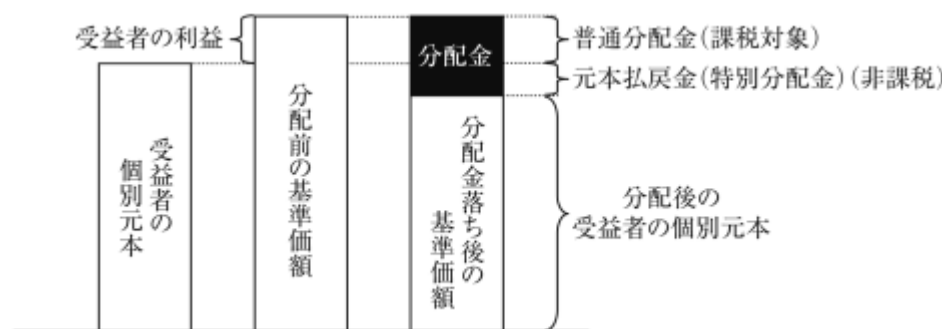 受益者の利益
受益者の
個別元本
分配前の基準価額
分配金
分配金落ち後の
基準価額
普通分配金(課税対象)
元本払戻金(特別分配金)(非課税)
分配後の
受益者の個別元本